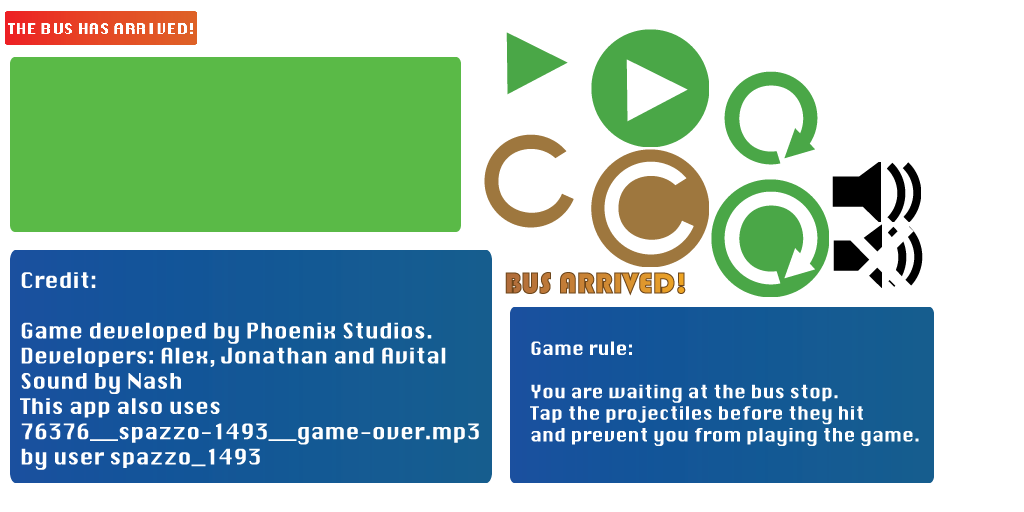 THE BUS HAS ARRIVED!
BUS ARRIVED!
Credit:
Game developed by Phoenix Studios.
Developers: Alex, Jonathan and Avital
Sound by Nash
This app also uses
76376__spazzo-1493__game-over.mp3
by user spazzo_1493
Game rule:
You are waiting at the bus stop.
Tap the projectiles before they hit
and prevent you from playing the game.